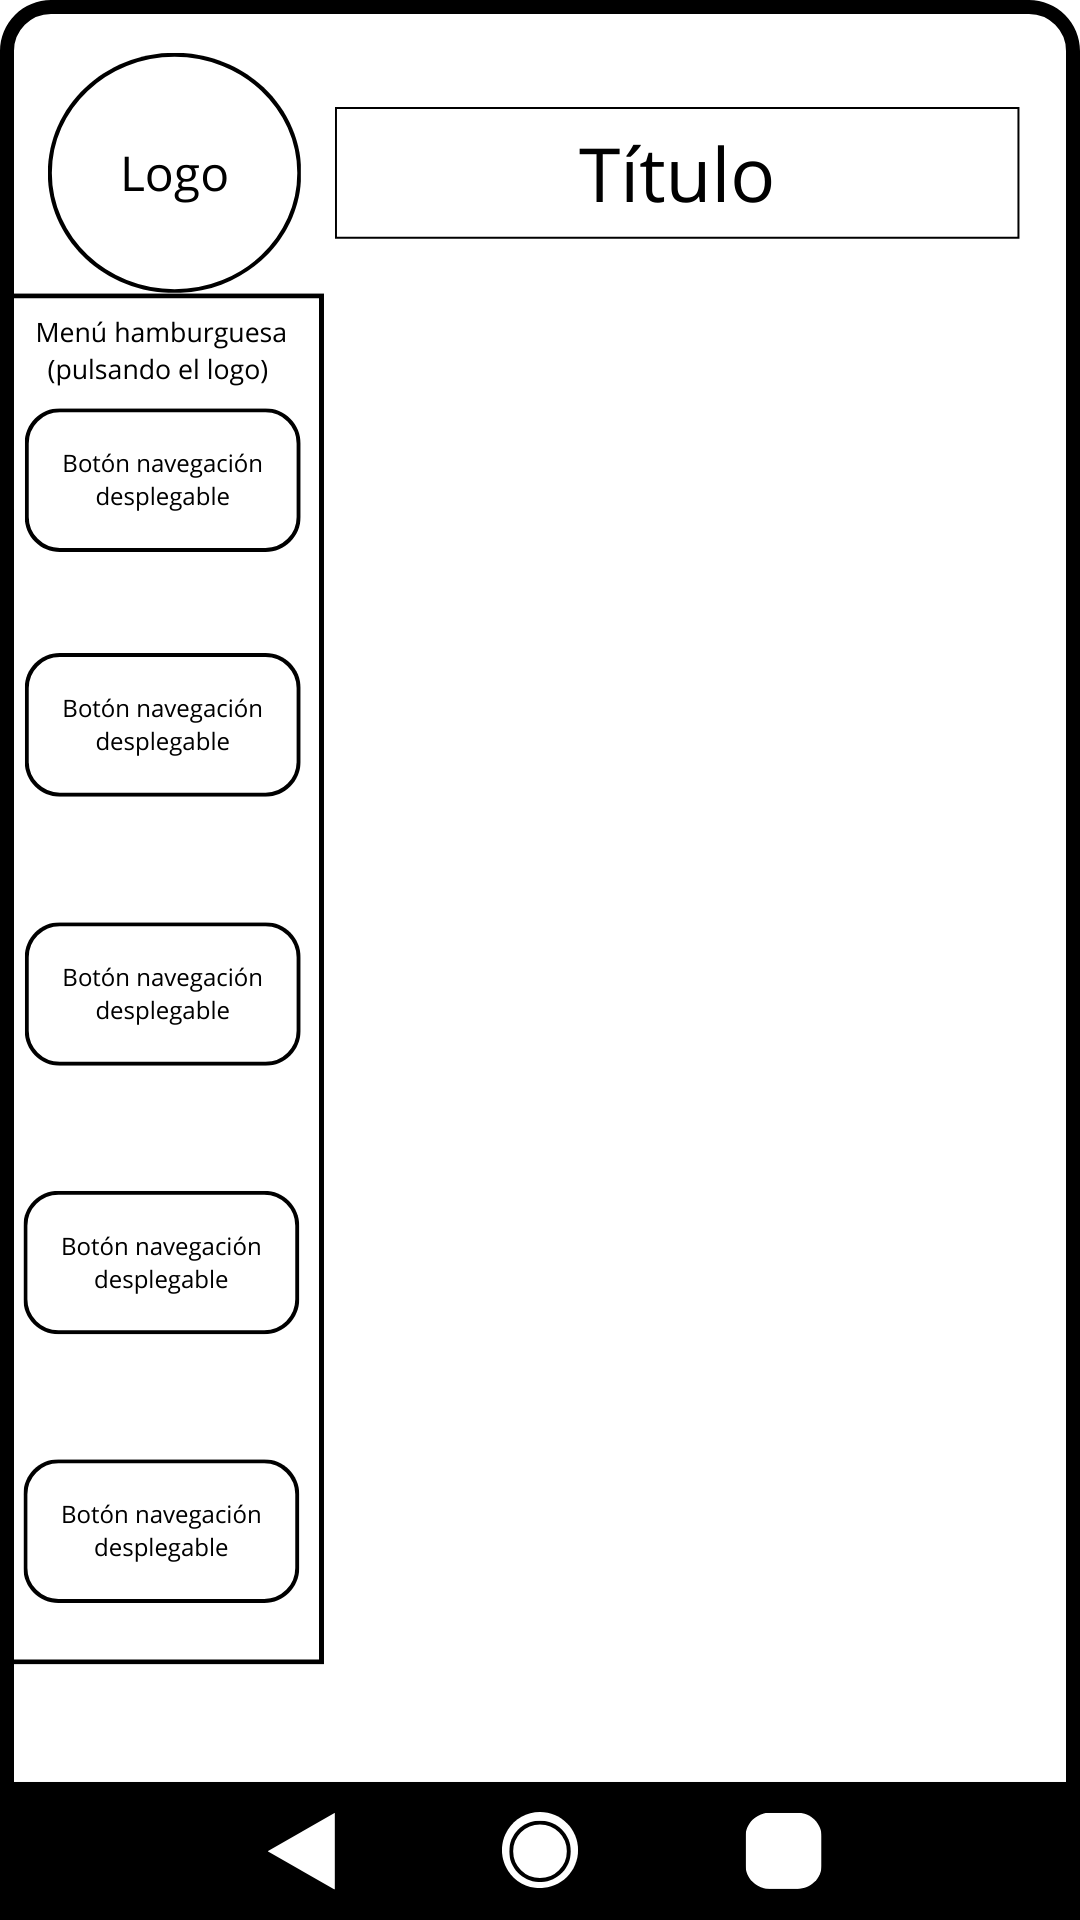 Logo
Título
Menú hamburguesa
(pulsando el logo)
Botón navegación
desplegable
Botón navegación
desplegable
Botón navegación
desplegable
Botón navegación
desplegable
Botón navegación
desplegable